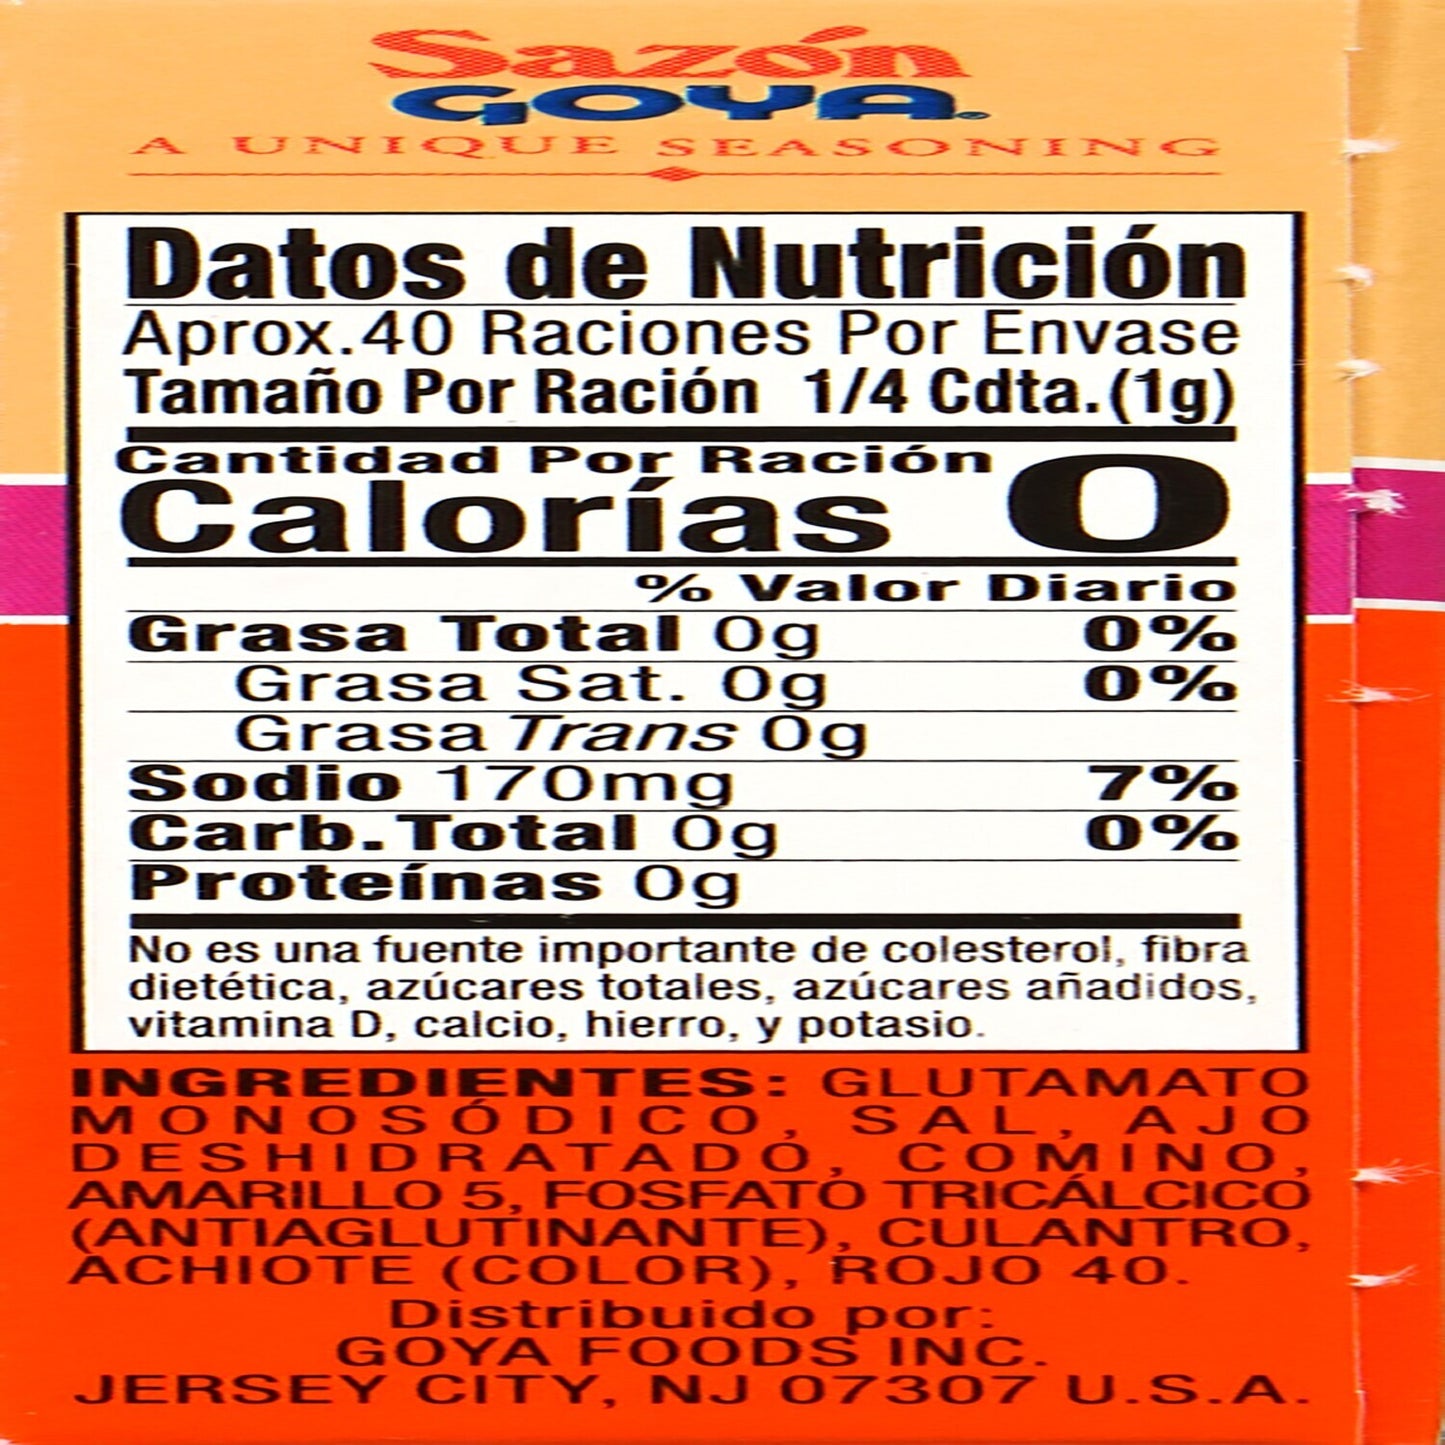 Sazón
GOYA®
A UNIQUE SEASONING
Datos de Nutrición
Aprox.40 Raciones Por Envase
Tamaño Por Ración 1/4 Cdta.(1g)
Cantidad Por Ración
Calorías 0
% Valor Diario
Grasa Total 0g 0%
Grasa Sat. 0g 0%
Grasa Trans 0g
Sodio 170mg 7%
Carb.Total 0g 0%
Proteínas 0g
No es una fuente importante de colesterol, fibra
dietética, azúcares totales, azúcares añadidos,
vitamina D, calcio, hierro, y potasio.
INGREDIENTES: GLUTAMATO
MONOSÓDICO, SAL, AJO
DESHIDRATADO, COMINO,
AMARILLO 5, FOSFATO TRICÁLCICO
(ANTIAGLUTINANTE), CULANTRO,
ACHIOTE (COLOR), ROJO 40.
Distribuido por:
GOYA FOODS INC.
JERSEY CITY, NJ 07307 U.S.A.